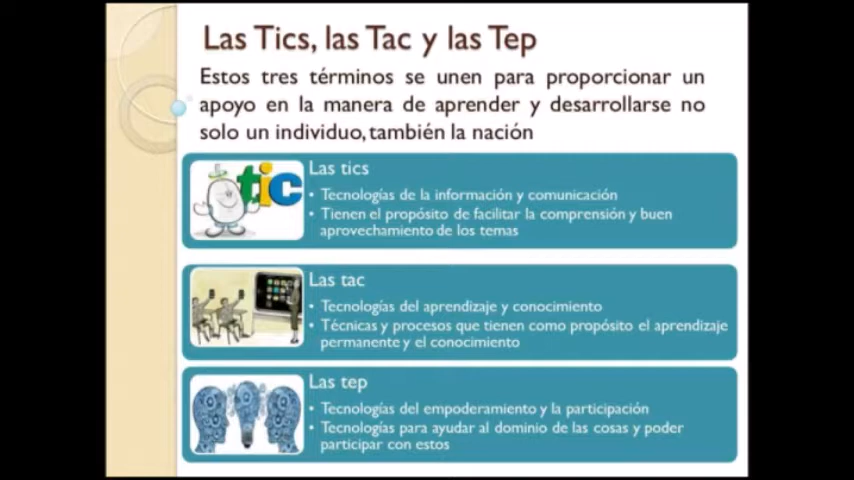 Las Tics, las Tac y las Tep
Estos tres términos se unen para proporcionar un
apoyo en la manera de aprender y desarrollarse no
solo un individuo, también la nación
tic
Las tics
• Tecnologías de la información y comunicación
• Tienen el propósito de facilitar la comprensión y buen
aprovechamiento de los temas
Las tac
• Tecnologías del aprendizaje y conocimiento
• Técnicas y procesos que tienen como propósito el aprendizaje
permanente y el conocimiento
Las tep
• Tecnologías del empoderamiento y la participación
• Tecnologías para ayudar al dominio de las cosas y poder
participar con estos